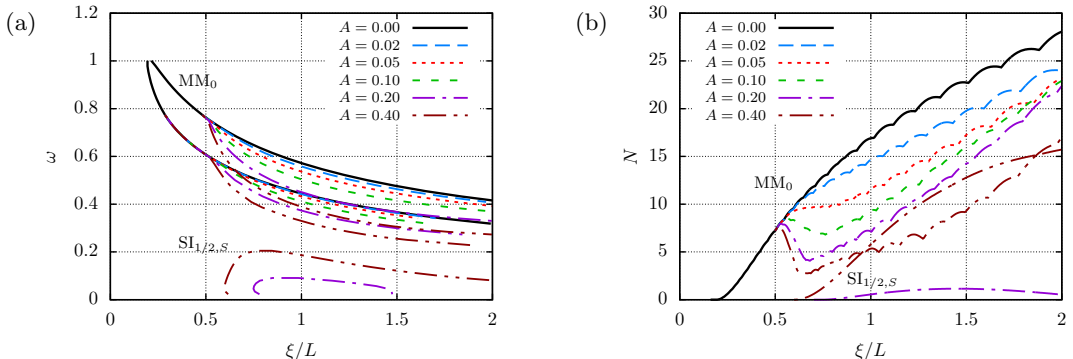 (a)
1.2
1
0.8
0.6
0.4
0.2
0
ω
0
0.5
1
1.5
2
ξ/L
A = 0.00
A = 0.02
A = 0.05
A = 0.10
A = 0.20
A = 0.40
MM₀
SI₁/₂,S
(b)
30
25
20
15
10
5
0
N
0
0.5
1
1.5
2
ξ/L
A = 0.00
A = 0.02
A = 0.05
A = 0.10
A = 0.20
A = 0.40
MM₀
SI₁/₂,S